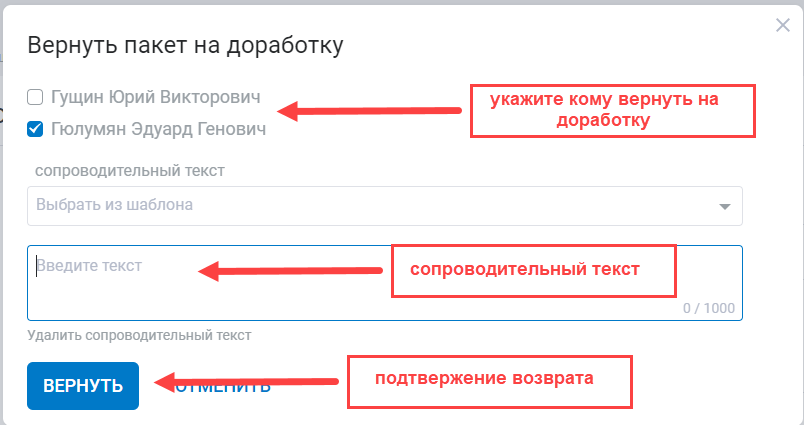 Вернуть пакет на доработку
Гущин Юрий Викторович
Гюлумян Эдуард Генович
укажите кому вернуть на
доработку
сопроводительный текст
Выбрать из шаблона
Введите текст
сопроводительный текст
0 / 1000
Удалить сопроводительный текст
ВЕРНУТЬ
ОТМЕНИТЬ
подтвержение возврата